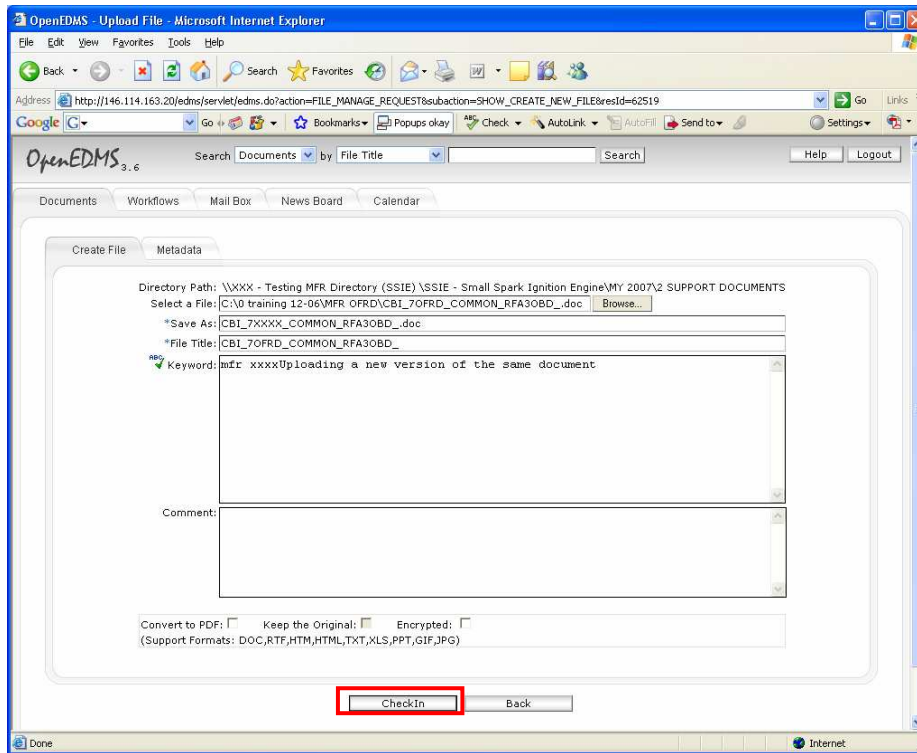 OpenEDMS - Upload File - Microsoft Internet Explorer
File Edit View Favorites Tools Help
Back Search Favorites
Address http://146.114.163.20/edms/servlet/edms.do?action=FILE_MANAGE_REQUEST&subaction=SHOW_CREATE_NEW_FILE&resId=62519 Go Links
Google G Go Bookmarks Popups okay ABC Check AutoLink AutoFill Send to Settings
OpenEDMS 3.6 Search Documents by File Title Search Help Logout
Documents Workflows Mail Box News Board Calendar
Create File Metadata
Directory Path: \\XXX - Testing MFR Directory (SSIE) \SSIE - Small Spark Ignition Engine\MY 2007\2 SUPPORT DOCUMENTS
Select a File: C:\0 training 12-06\MFR OFRD\CBI_7OFRD_COMMON_RFA3OBD_.doc Browse...
*Save As: CBI_7XXXX_COMMON_RFA3OBD_.doc
*File Title: CBI_7OFRD_COMMON_RFA3OBD_
ABC Keyword: mfr xxxxUploading a new version of the same document
Comment:
Convert to PDF: Keep the Original: Encrypted:
(Support Formats: DOC,RTF,HTM,HTML,TXT,XLS,PPT,GIF,JPG)
CheckIn Back
Done Internet